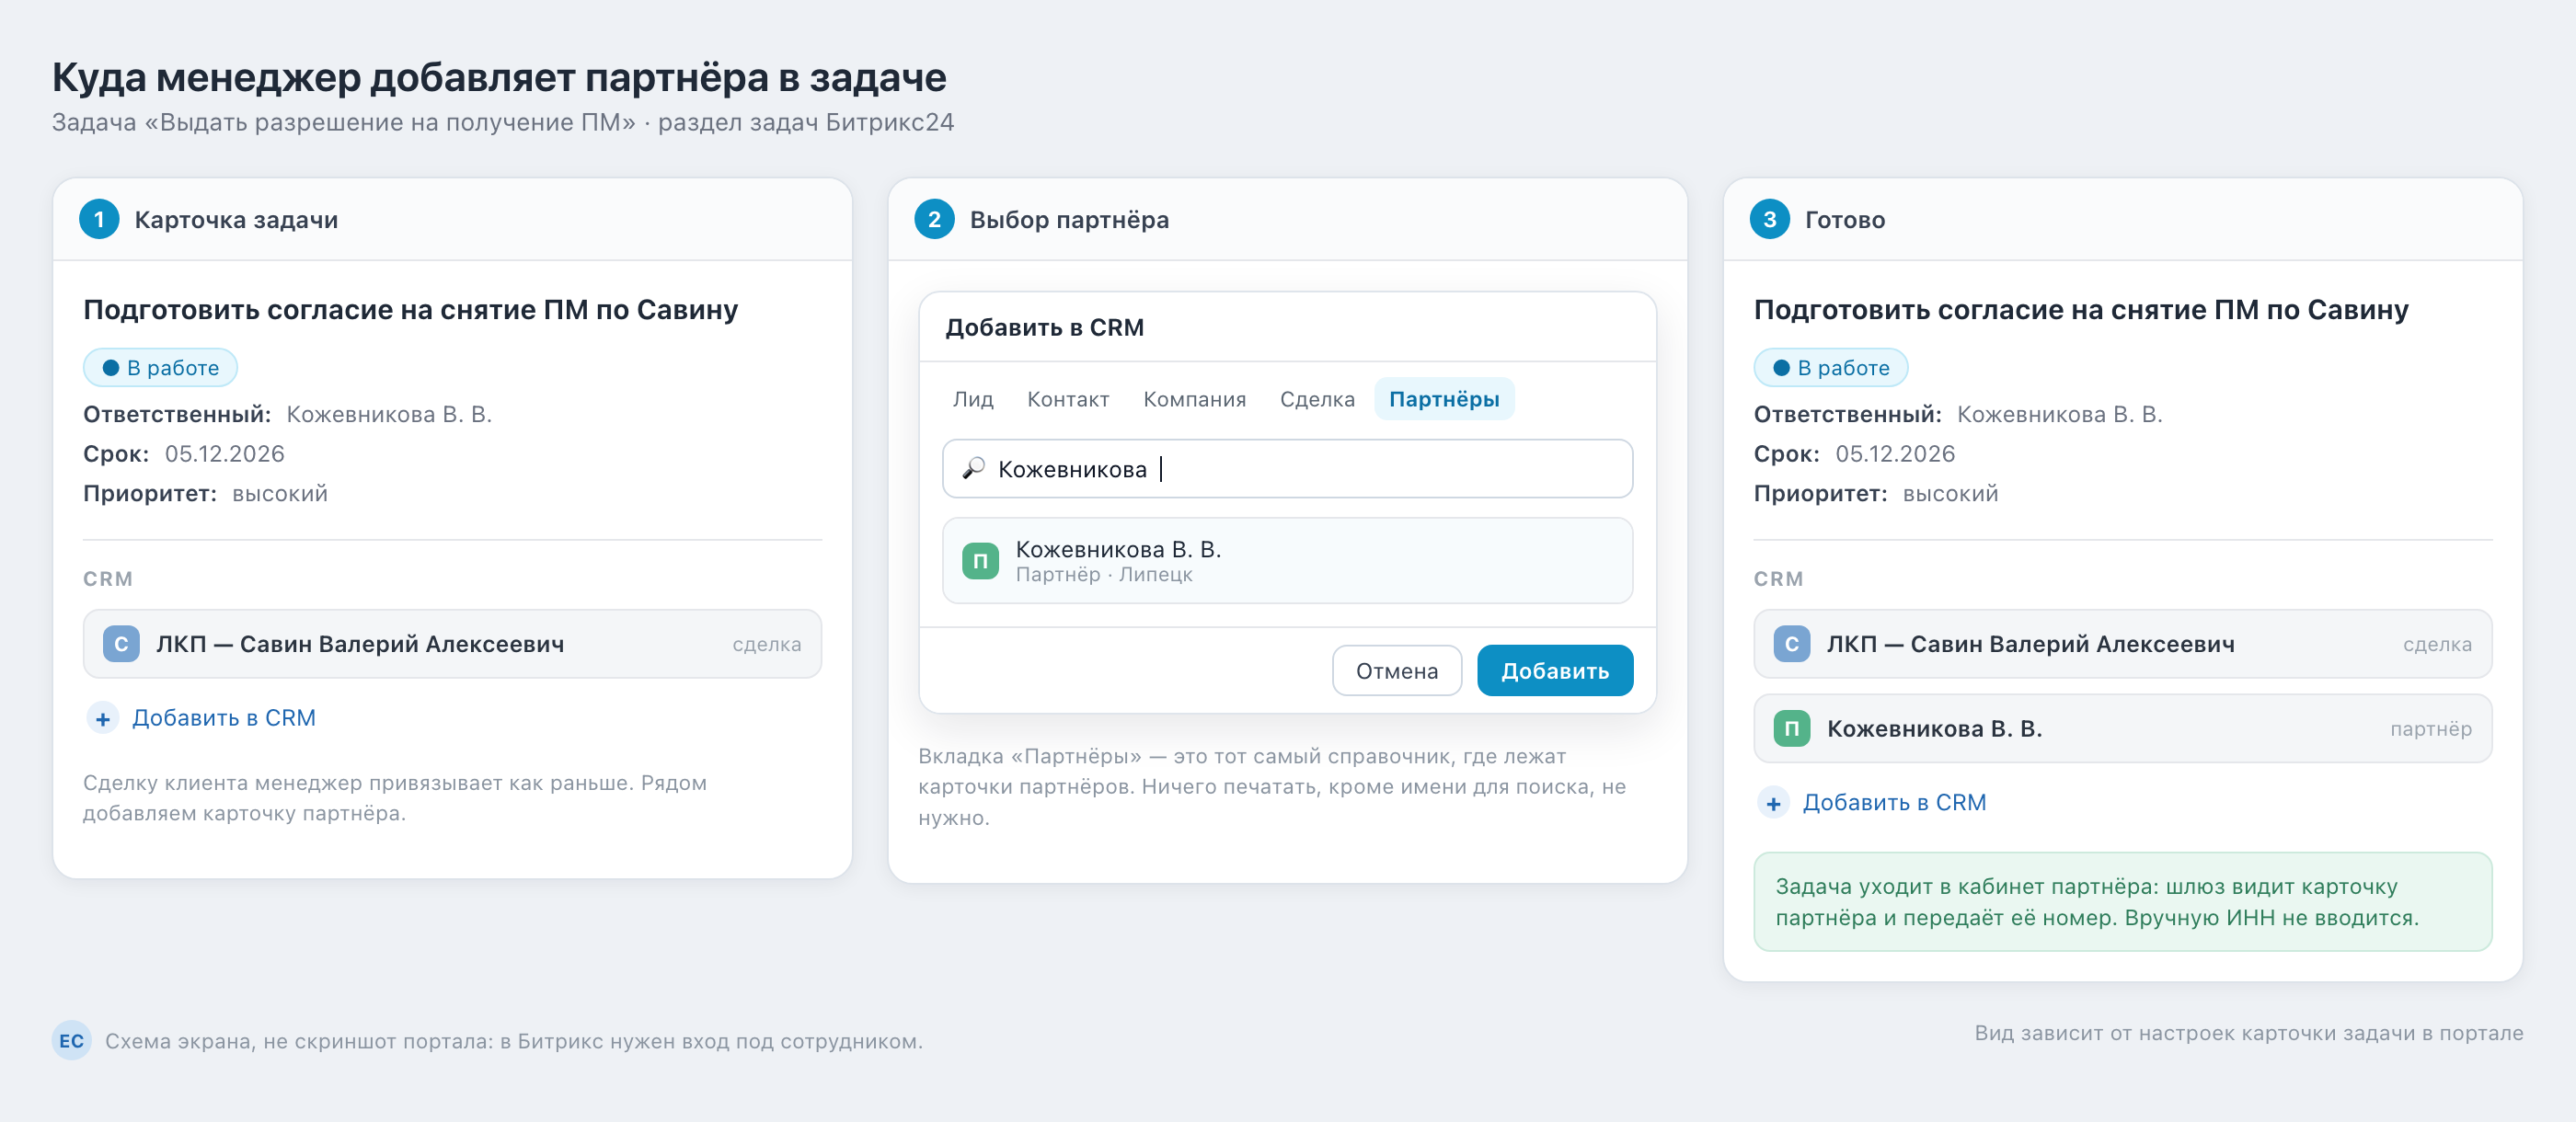 Куда менеджер добавляет партнёра в задаче
Задача «Выдать разрешение на получение ПМ» · раздел задач Битрикс24
1 Карточка задачи
Подготовить согласие на снятие ПМ по Савину
В работе
Ответственный: Кожевникова В. В.
Срок: 05.12.2026
Приоритет: высокий
CRM
С ЛКП — Савин Валерий Алексеевич сделка
+ Добавить в CRM
Сделку клиента менеджер привязывает как раньше. Рядом
добавляем карточку партнёра.
2 Выбор партнёра
Добавить в CRM
Лид Контакт Компания Сделка Партнёры
Кожевникова
П Кожевникова В. В.
Партнёр · Липецк
Отмена Добавить
Вкладка «Партнёры» — это тот самый справочник, где лежат
карточки партнёров. Ничего печатать, кроме имени для поиска, не
нужно.
3 Готово
Подготовить согласие на снятие ПМ по Савину
В работе
Ответственный: Кожевникова В. В.
Срок: 05.12.2026
Приоритет: высокий
CRM
С ЛКП — Савин Валерий Алексеевич сделка
П Кожевникова В. В. партнёр
+ Добавить в CRM
Задача уходит в кабинет партнёра: шлюз видит карточку
партнёра и передаёт её номер. Вручную ИНН не вводится.
ЕС Схема экрана, не скриншот портала: в Битрикс нужен вход под сотрудником.
Вид зависит от настроек карточки задачи в портале